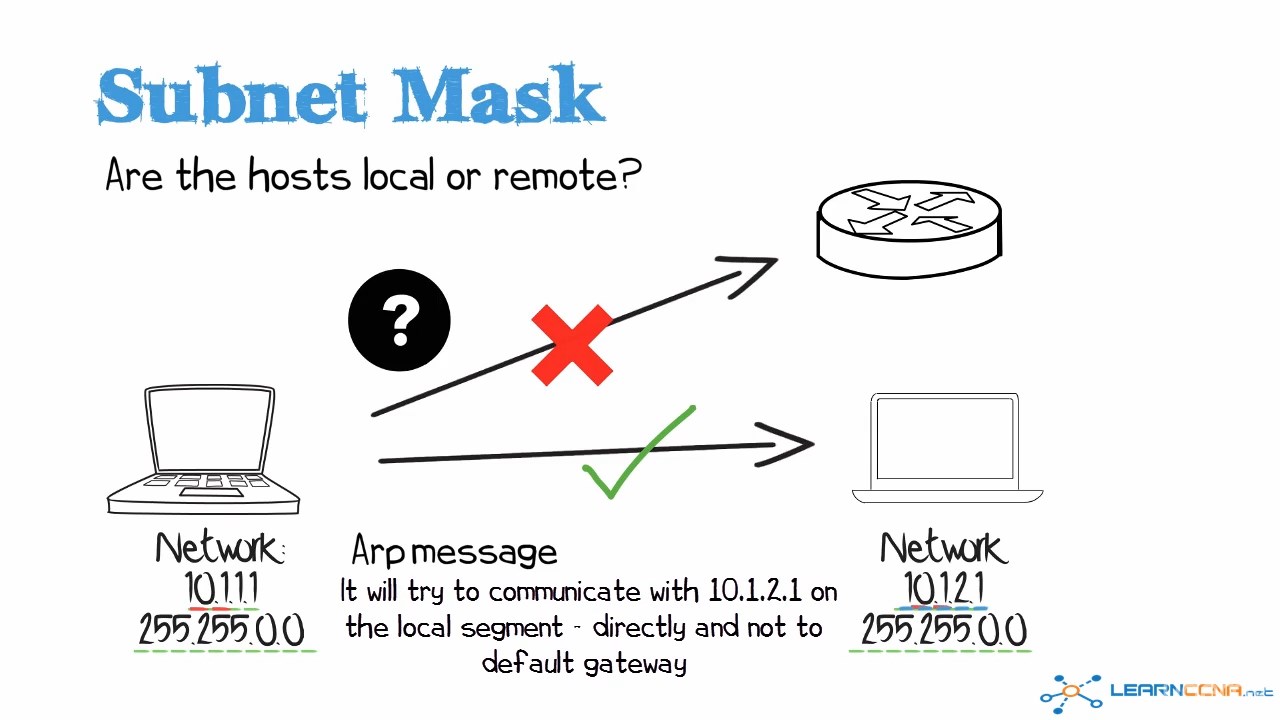 Subnet Mask
Are the hosts local or remote?
?
Network:
10.1.1.1
255.255.0.0
Arp message
It will try to communicate with 10.1.2.1 on
the local segment - directly and not to
default gateway
Network
10.1.2.1
255.255.0.0
LEARNCCNA.net